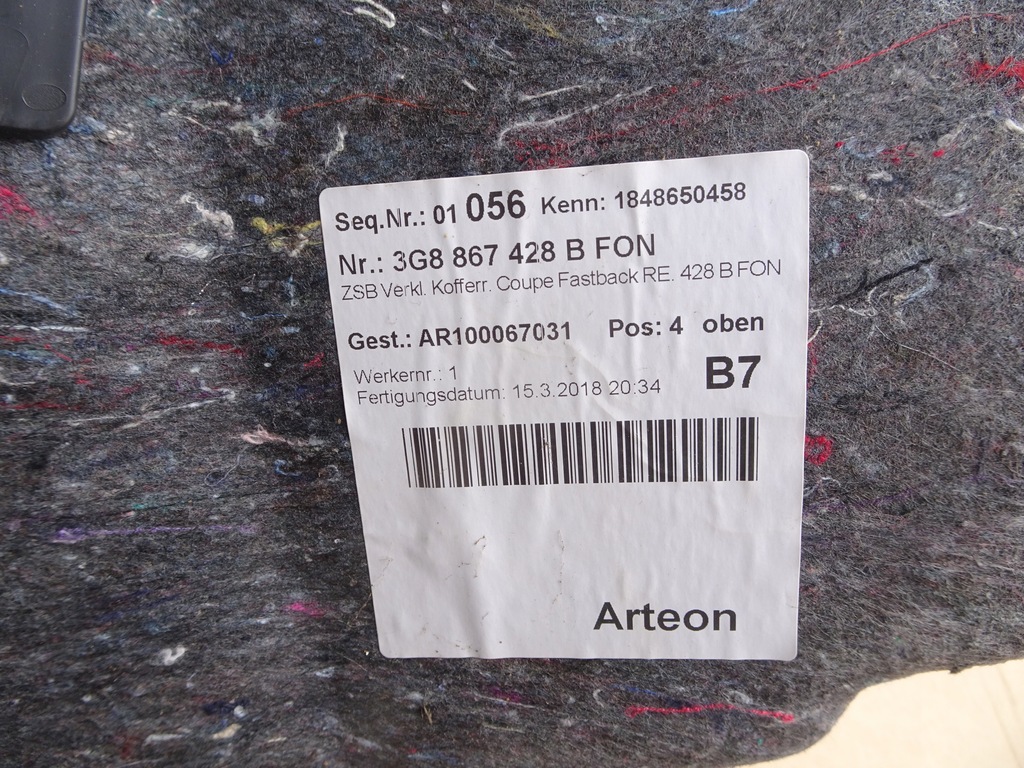 Seq.Nr.: 01 056 Kenn: 1848650458
Nr.: 3G8 867 428 B FON
ZSB Verkl. Kofferr. Coupe Fastback RE. 428 B FON
Gest.: AR100067031 Pos: 4 oben
Werkernr.: 1
B7
Fertigungsdatum: 15.3.2018 20:34
Arteon